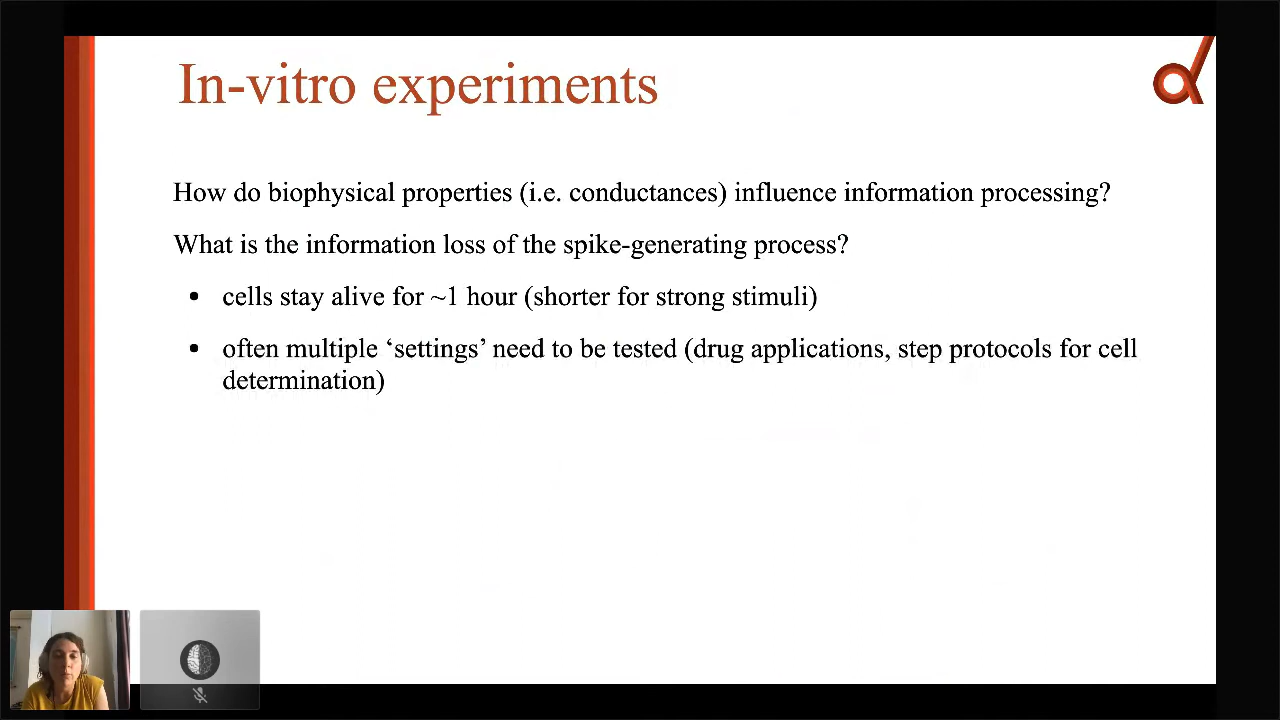 In-vitro experiments
How do biophysical properties (i.e. conductances) influence information processing?
What is the information loss of the spike-generating process?
• cells stay alive for ~1 hour (shorter for strong stimuli)
• often multiple ‘settings’ need to be tested (drug applications, step protocols for cell
determination)